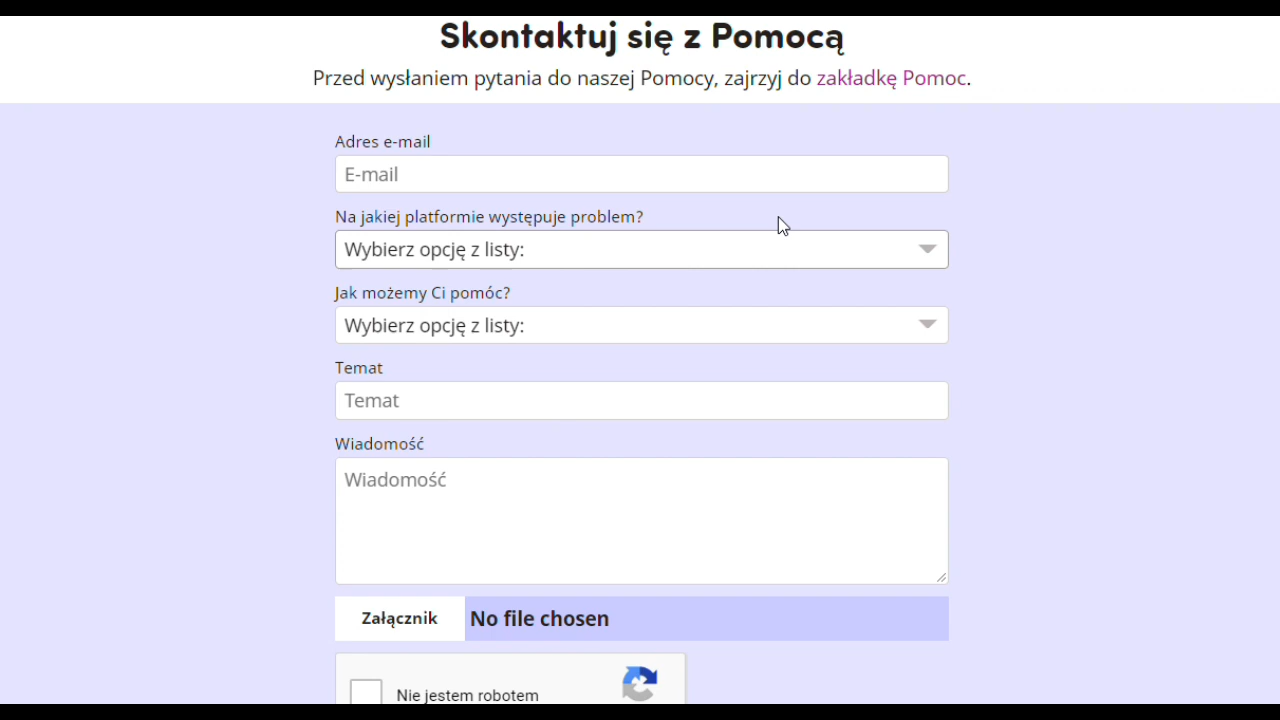 Skontaktuj się z Pomocą
Przed wysłaniem pytania do naszej Pomocy, zajrzyj do zakładkę Pomoc.
Adres e-mail
E-mail
Na jakiej platformie występuje problem?
Wybierz opcję z listy:
Jak możemy Ci pomóc?
Wybierz opcję z listy:
Temat
Temat
Wiadomość
Wiadomość
Załącznik No file chosen
Nie jestem robotem